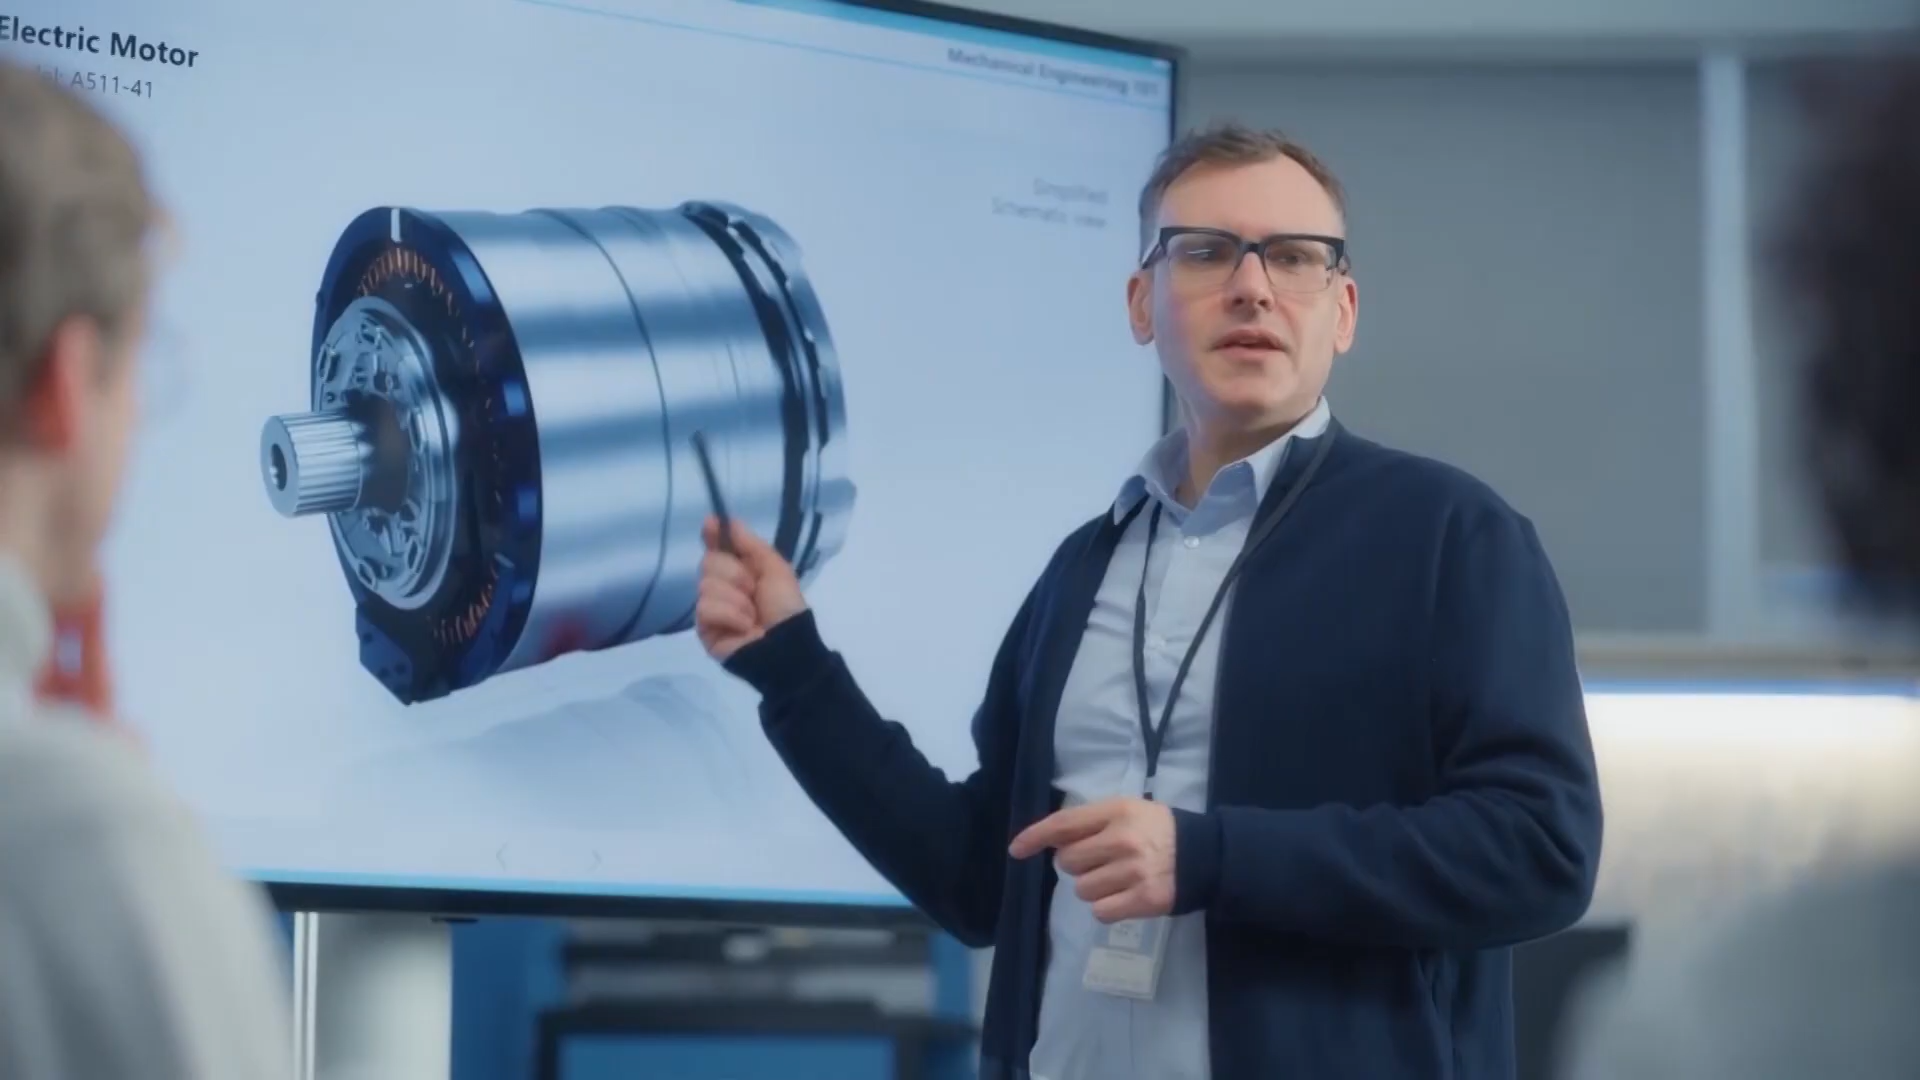 Electric Motor
A511-41
Mechanical Engineering 101
Simplified
Schematic view